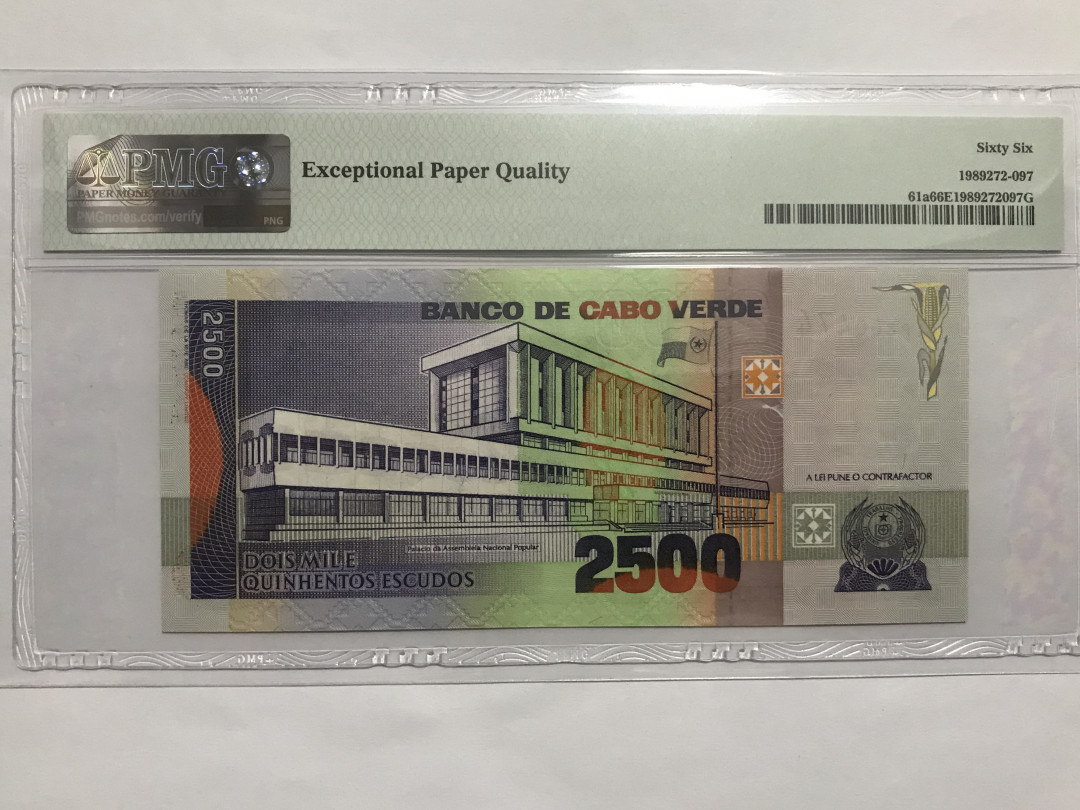 PMG
PAPER MONEY GUARANTY
PMGnotes.com/verify
PNG
Exceptional Paper Quality
Sixty Six
1989272-097
61a66E1989272097G
2500
BANCO DE CABO VERDE
A LEI PUNE O CONTRAFACTOR
Palácio da Assembleia Nacional Popular
DOIS MIL E
QUINHENTOS ESCUDOS
2500